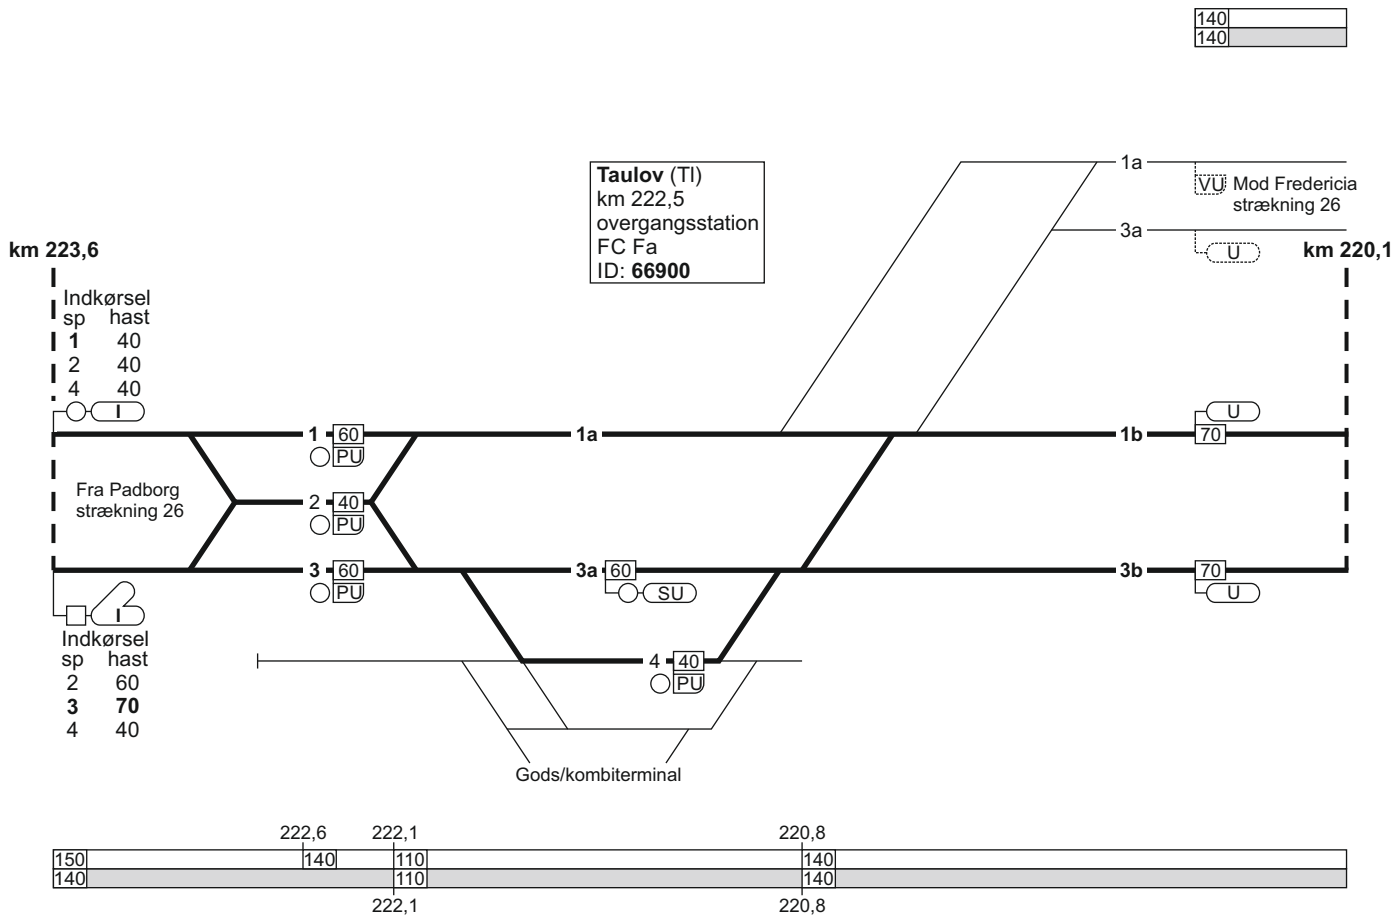 140
140
1a
VU Mod Fredericia
strækning 26
3a
U
Taulov (Tl)
km 222,5
overgangsstation
FC Fa
ID: 66900
km 223,6
km 220,1
Indkørsel
sp hast
1 40
2 40
4 40
I
U
1 60 1a 1b 70
PU
Fra Padborg
strækning 26
2 40
PU
3 60 3a 60 3b 70
PU SU U
I
Indkørsel
sp hast
2 60
3 70
4 40
4 40
PU
Gods/kombiterminal
222,6 222,1 220,8
150 140 110 140
140 110 140
222,1 220,8